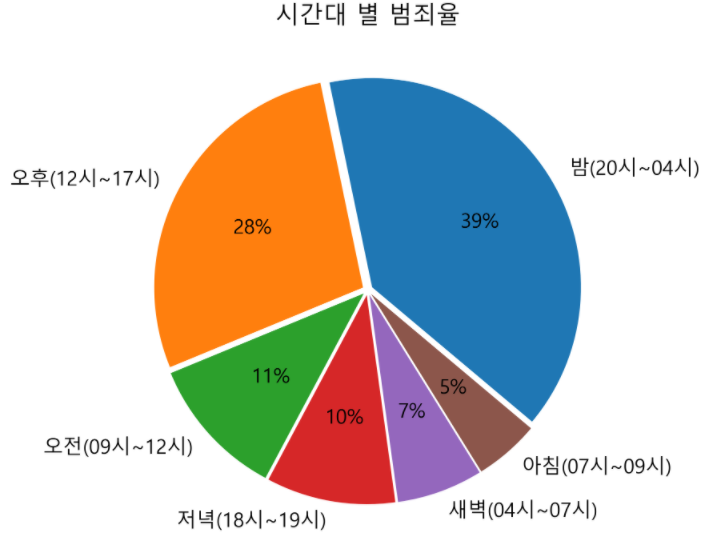 시간대 별 범죄율
밤(20시~04시)
39%
오후(12시~17시)
28%
오전(09시~12시)
11%
저녁(18시~19시)
10%
새벽(04시~07시)
7%
아침(07시~09시)
5%